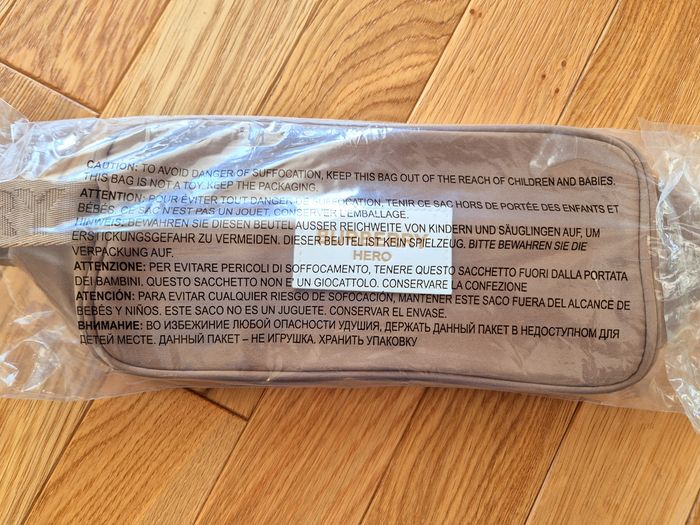 CAUTION: TO AVOID DANGER OF SUFFOCATION, KEEP THIS BAG OUT OF THE REACH OF CHILDREN AND BABIES.
THIS BAG IS NOT A TOY. KEEP THE PACKAGING.
ATTENTION: POUR ÉVITER TOUT DANGER DE SUFFOCATION, TENIR CE SAC HORS DE PORTÉE DES ENFANTS ET
BÉBÉS. CE SAC N'EST PAS UN JOUET. CONSERVER L'EMBALLAGE.
HINWEIS: BEWAHREN SIE DIESEN BEUTEL AUSSER REICHWEITE VON KINDERN UND SÄUGLINGEN AUF, UM
ERSTICKUNGSGEFAHR ZU VERMEIDEN. DIESER BEUTEL IST KEIN SPIELZEUG. BITTE BEWAHREN SIE DIE
VERPACKUNG AUF.
HERO
ATTENZIONE: PER EVITARE PERICOLI DI SOFFOCAMENTO, TENERE QUESTO SACCHETTO FUORI DALLA PORTATA
DEI BAMBINI. QUESTO SACCHETTO NON È UN GIOCATTOLO. CONSERVARE LA CONFEZIONE
ATENCIÓN: PARA EVITAR CUALQUIER RIESGO DE SOFOCACIÓN, MANTENER ESTE SACO FUERA DEL ALCANCE DE
BEBÉS Y NIÑOS. ESTE SACO NO ES UN JUGUETE. CONSERVAR EL ENVASE.
ВНИМАНИЕ: ВО ИЗБЕЖИНИЕ ЛЮБОЙ ОПАСНОСТИ УДУШИЯ, ДЕРЖАТЬ ДАННЫЙ ПАКЕТ В НЕДОСТУПНОМ ДЛЯ
ДЕТЕЙ МЕСТЕ. ДАННЫЙ ПАКЕТ – НЕ ИГРУШКА. ХРАНИТЬ УПАКОВКУ